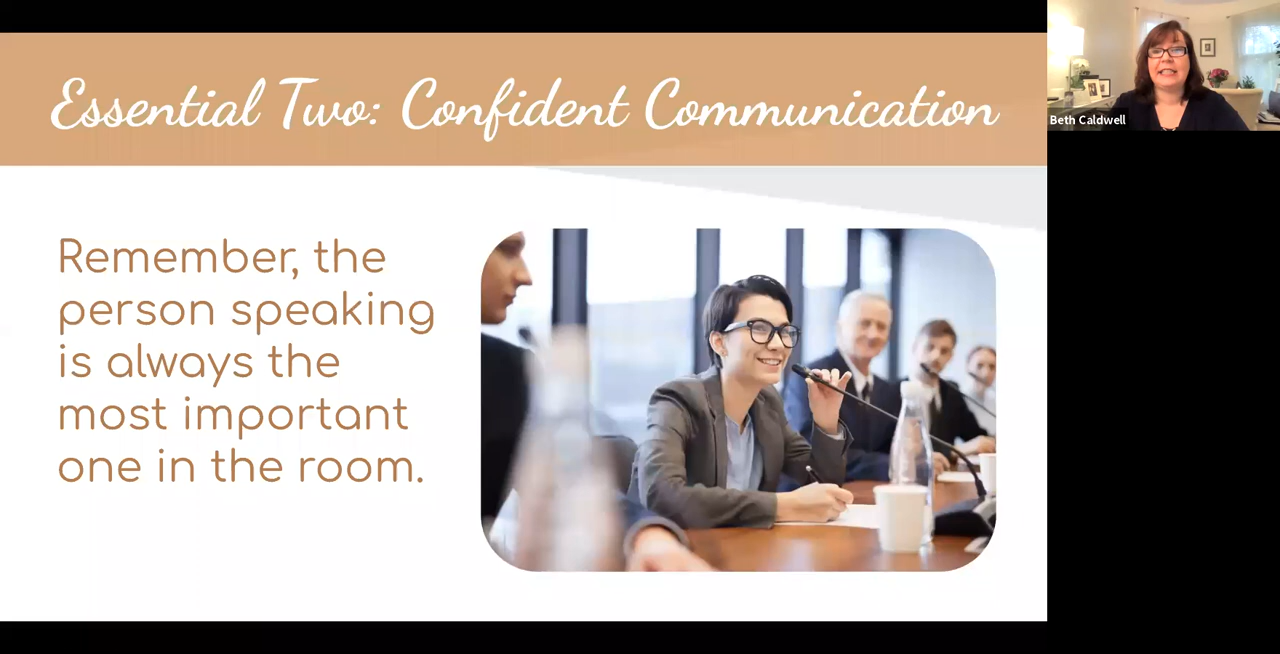 Essential Two: Confident Communication
Beth Caldwell
Remember, the
person speaking
is always the
most important
one in the room.